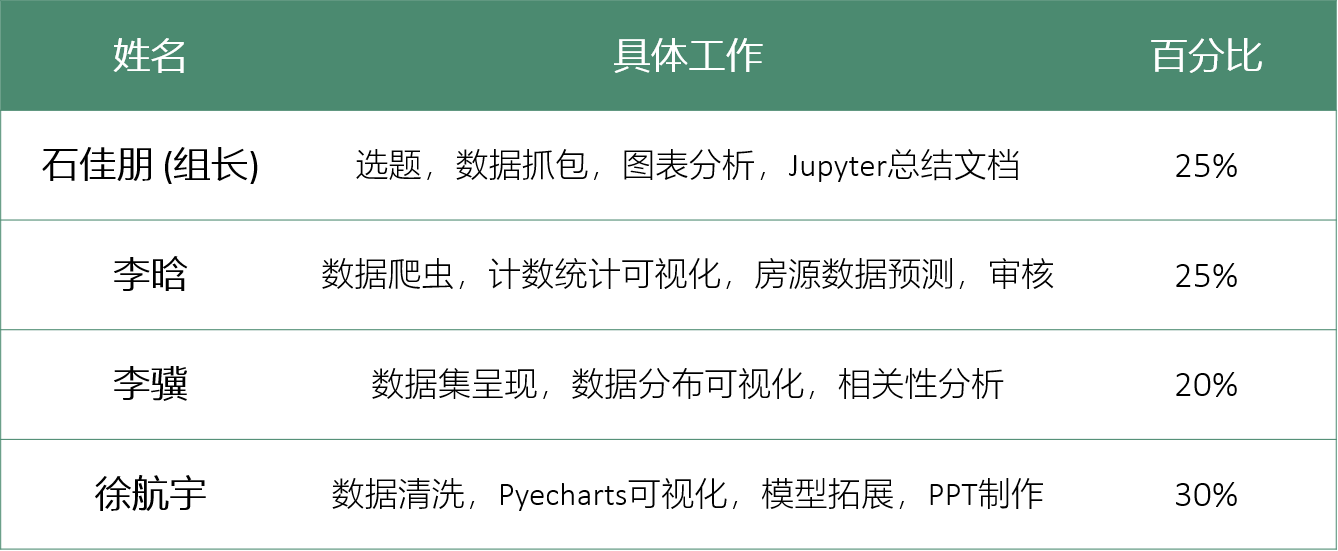 姓名 具体工作 百分比
石佳朋 (组长) 选题，数据抓包，图表分析，Jupyter总结文档 25%
李晗 数据爬虫，计数统计可视化，房源数据预测，审核 25%
李骥 数据集呈现，数据分布可视化，相关性分析 20%
徐航宇 数据清洗，Pyecharts可视化，模型拓展，PPT制作 30%